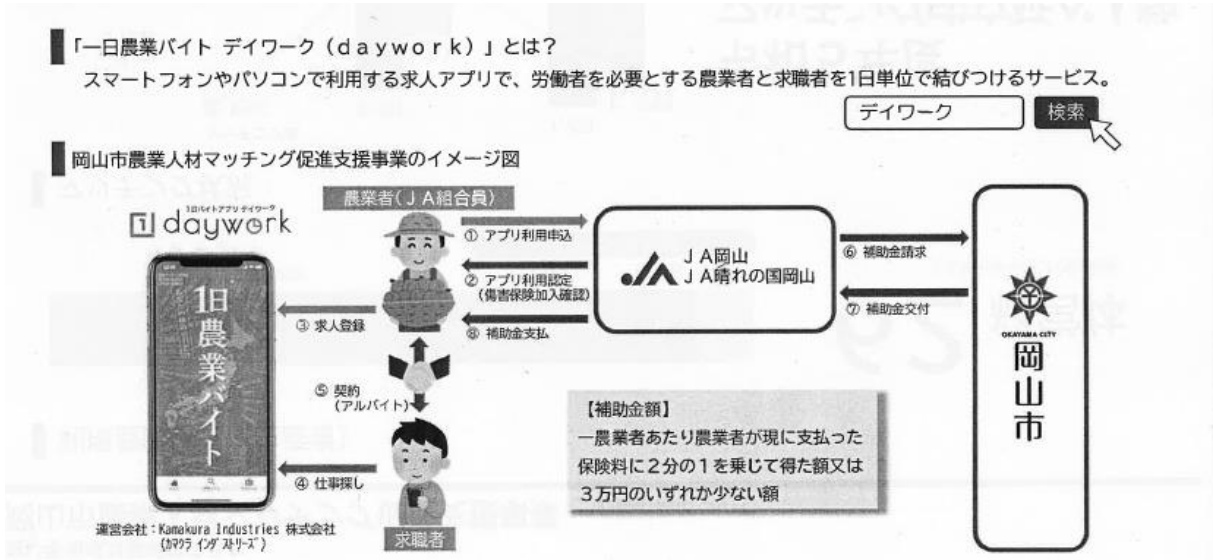 「一日農業バイト デイワーク(daywork)」とは?
スマートフォンやパソコンで利用する求人アプリで、労働者を必要とする農業者と求職者を1日単位で結びつけるサービス。
デイワーク 検索
岡山市農業人材マッチング促進支援事業のイメージ図
1日バイトアプリ デイワーク
daywork
1日農業バイト
運営会社:Kamakura Industries 株式会社
(カマクラ インダストリーズ)
農業者(JA組合員)
① アプリ利用申込
② アプリ利用認定
(傷害保険加入確認)
③ 求人登録
⑧ 補助金支払
⑤ 契約
(アルバイト)
④ 仕事探し
求職者
JA岡山
JA晴れの国岡山
⑥ 補助金請求
⑦ 補助金交付
OKAYAMA CITY
岡山市
【補助金額】
一農業者あたり農業者が現に支払った
保険料に2分の1を乗じて得た額又は
3万円のいずれか少ない額